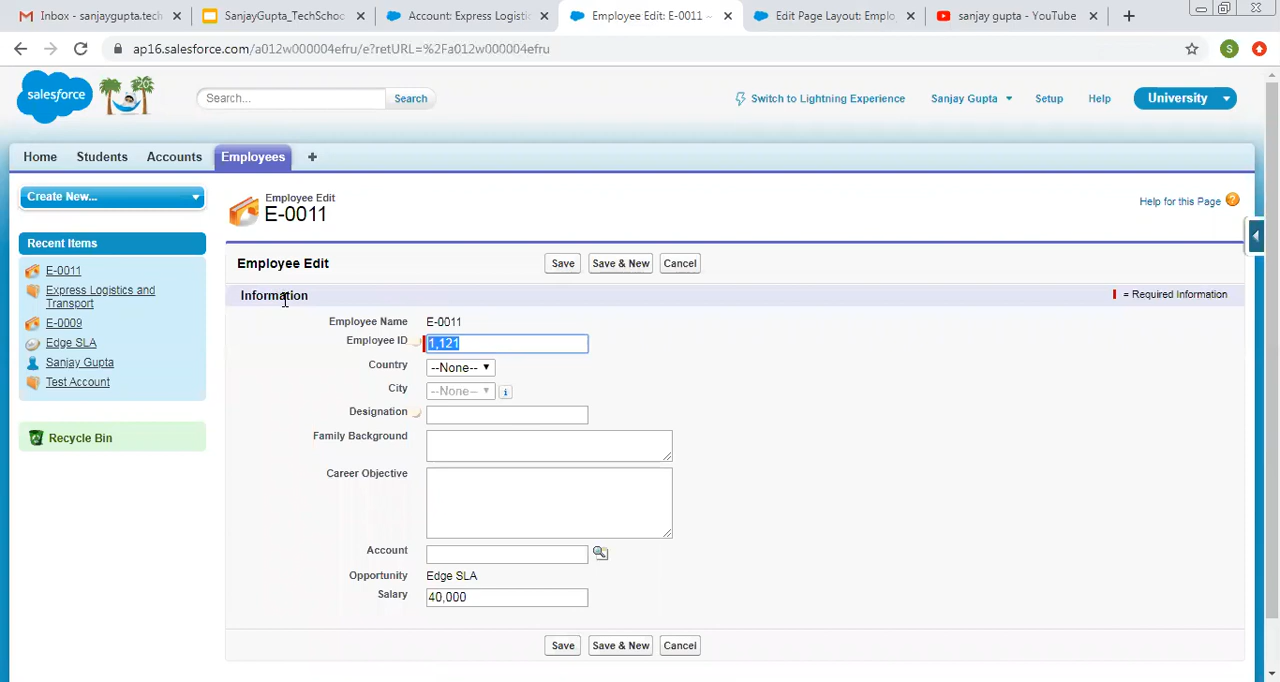 Inbox - sanjaygupta.tech
SanjayGupta_TechSchoo
Account: Express Logisti
Employee Edit: E-0011 ~
Edit Page Layout: Emplo
sanjay gupta - YouTube
ap16.salesforce.com/a012w000004efru/e?retURL=%2Fa012w000004efru
S
salesforce
20
Search...
Search
Switch to Lightning Experience
Sanjay Gupta
Setup
Help
University
Home
Students
Accounts
Employees
+
Create New...
Recent Items
E-0011
Express Logistics and
Transport
E-0009
Edge SLA
Sanjay Gupta
Test Account
Recycle Bin
Employee Edit
E-0011
Help for this Page
Employee Edit
Save
Save & New
Cancel
Information
= Required Information
Employee Name E-0011
Employee ID 1,121
Country --None--
City --None--
Designation
Family Background
Career Objective
Account
Opportunity Edge SLA
Salary 40,000
Save
Save & New
Cancel